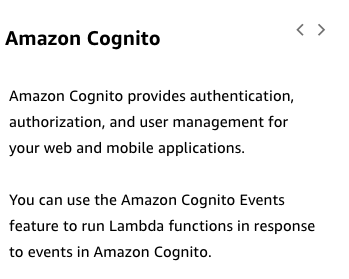 Amazon Cognito
Amazon Cognito provides authentication,
authorization, and user management for
your web and mobile applications.
You can use the Amazon Cognito Events
feature to run Lambda functions in response
to events in Amazon Cognito.